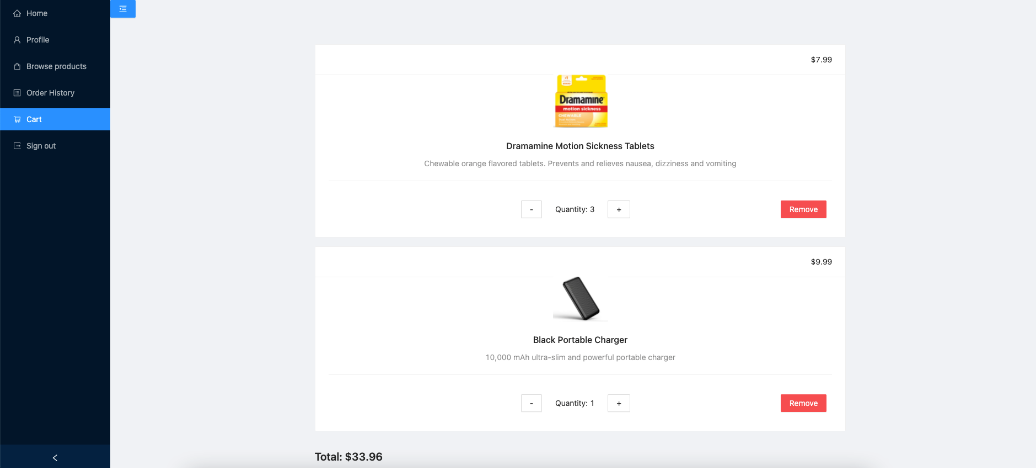 Home
Profile
Browse products
Order History
Cart
Sign out
$7.99
Dramamine
motion sickness
Dramamine Motion Sickness Tablets
Chewable orange flavored tablets. Prevents and relieves nausea, dizziness and vomiting
- Quantity: 3 + Remove
$9.99
Black Portable Charger
10,000 mAh ultra-slim and powerful portable charger
- Quantity: 1 + Remove
Total: $33.96